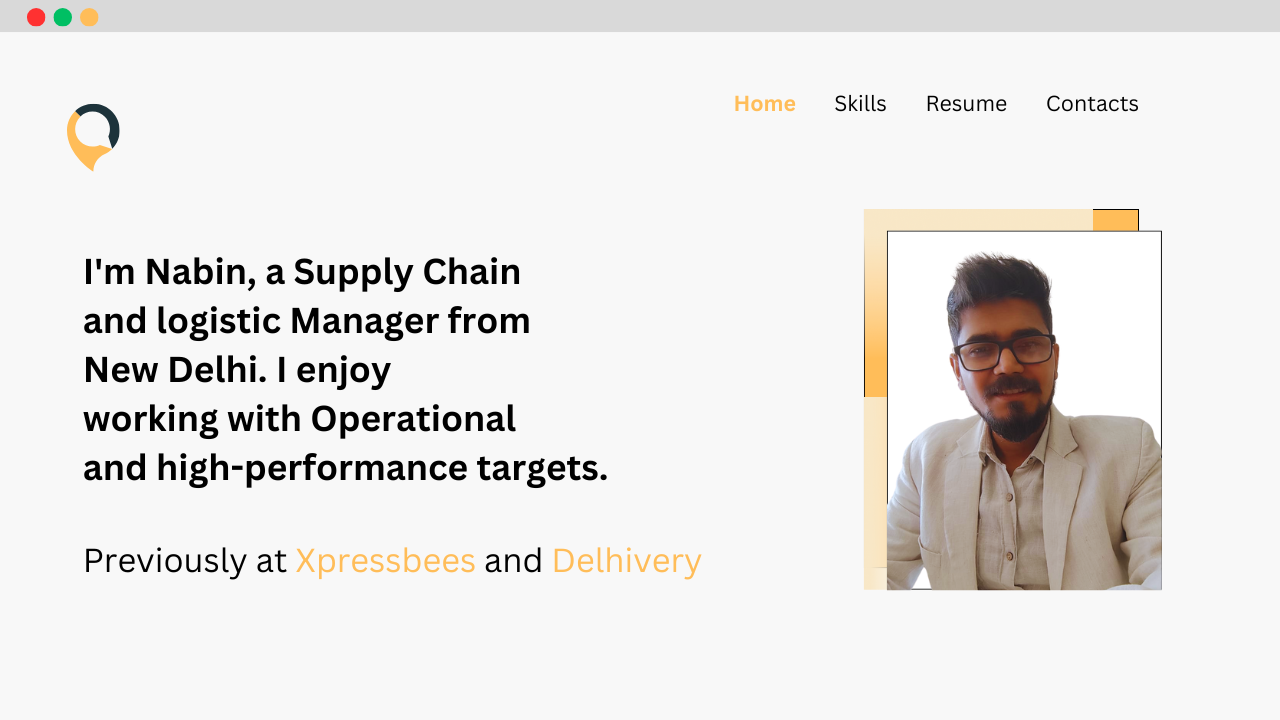 Home Skills Resume Contacts
I'm Nabin, a Supply Chain
and logistic Manager from
New Delhi. I enjoy
working with Operational
and high-performance targets.
Previously at Xpressbees and Delhivery